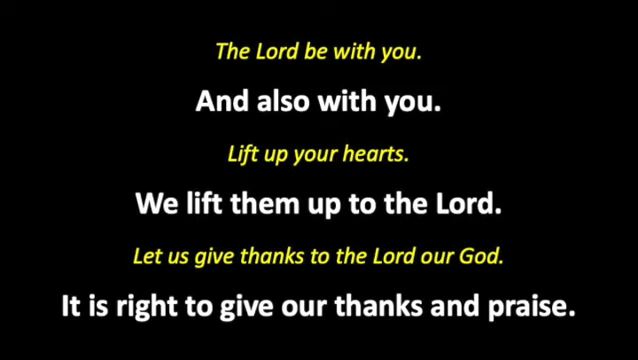 The Lord be with you.
And also with you.
Lift up your hearts.
We lift them up to the Lord.
Let us give thanks to the Lord our God.
It is right to give our thanks and praise.